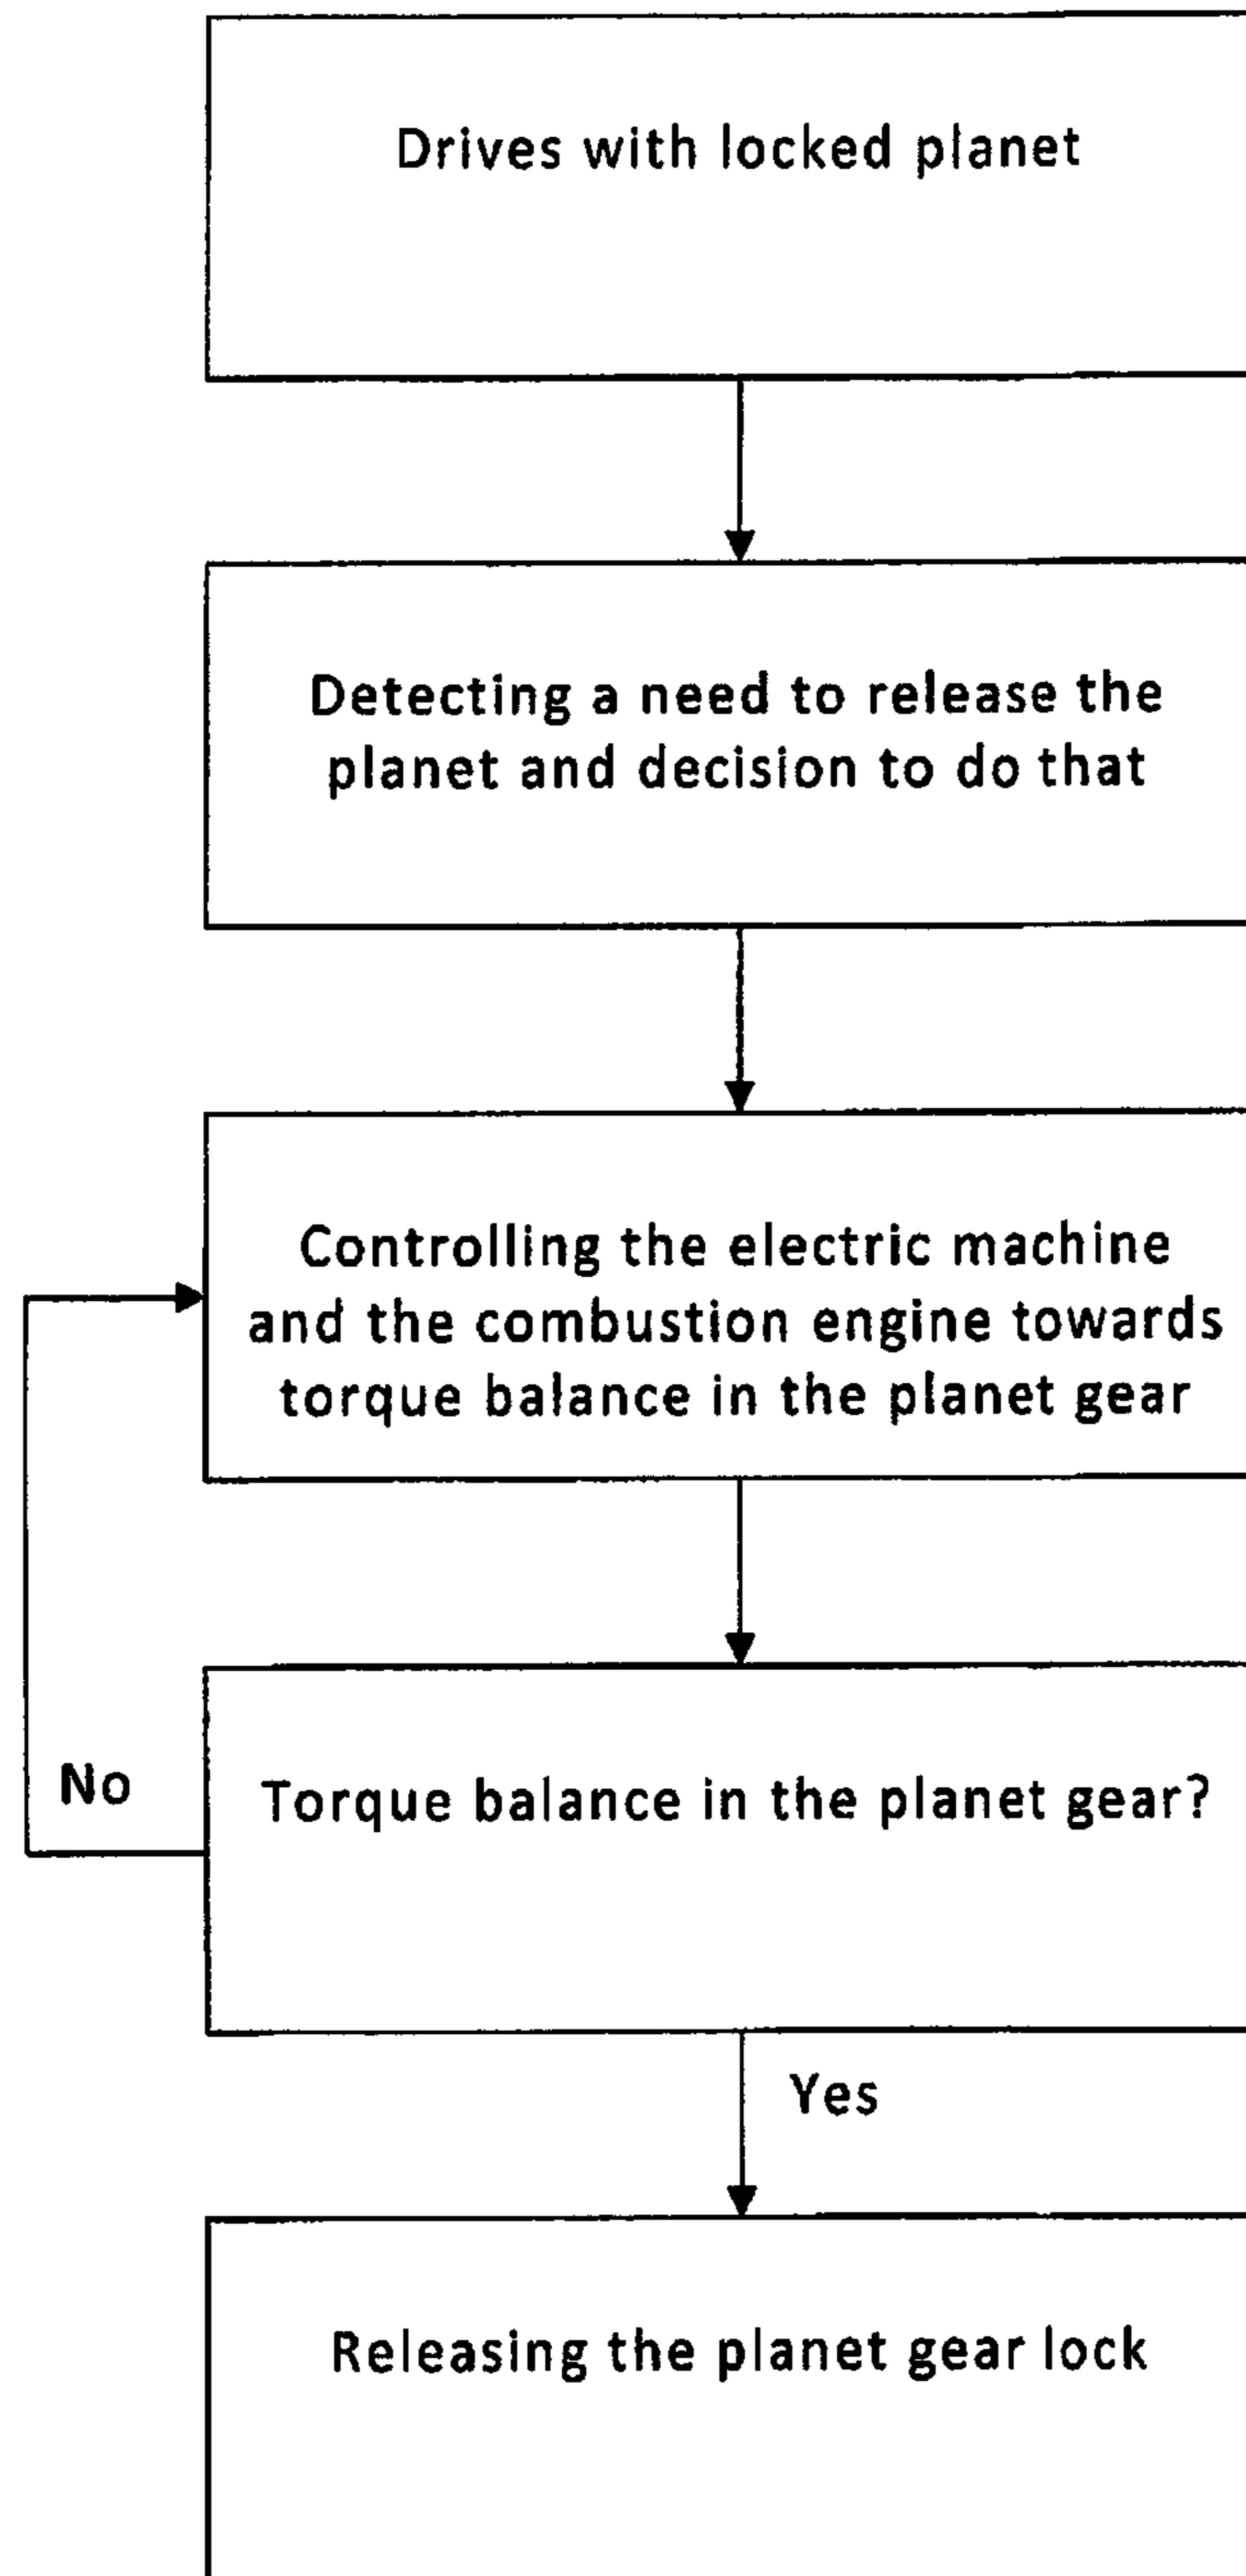 Drives with locked planet
Detecting a need to release the
planet and decision to do that
Controlling the electric machine
and the combustion engine towards
torque balance in the planet gear
No
Torque balance in the planet gear?
Yes
Releasing the planet gear lock